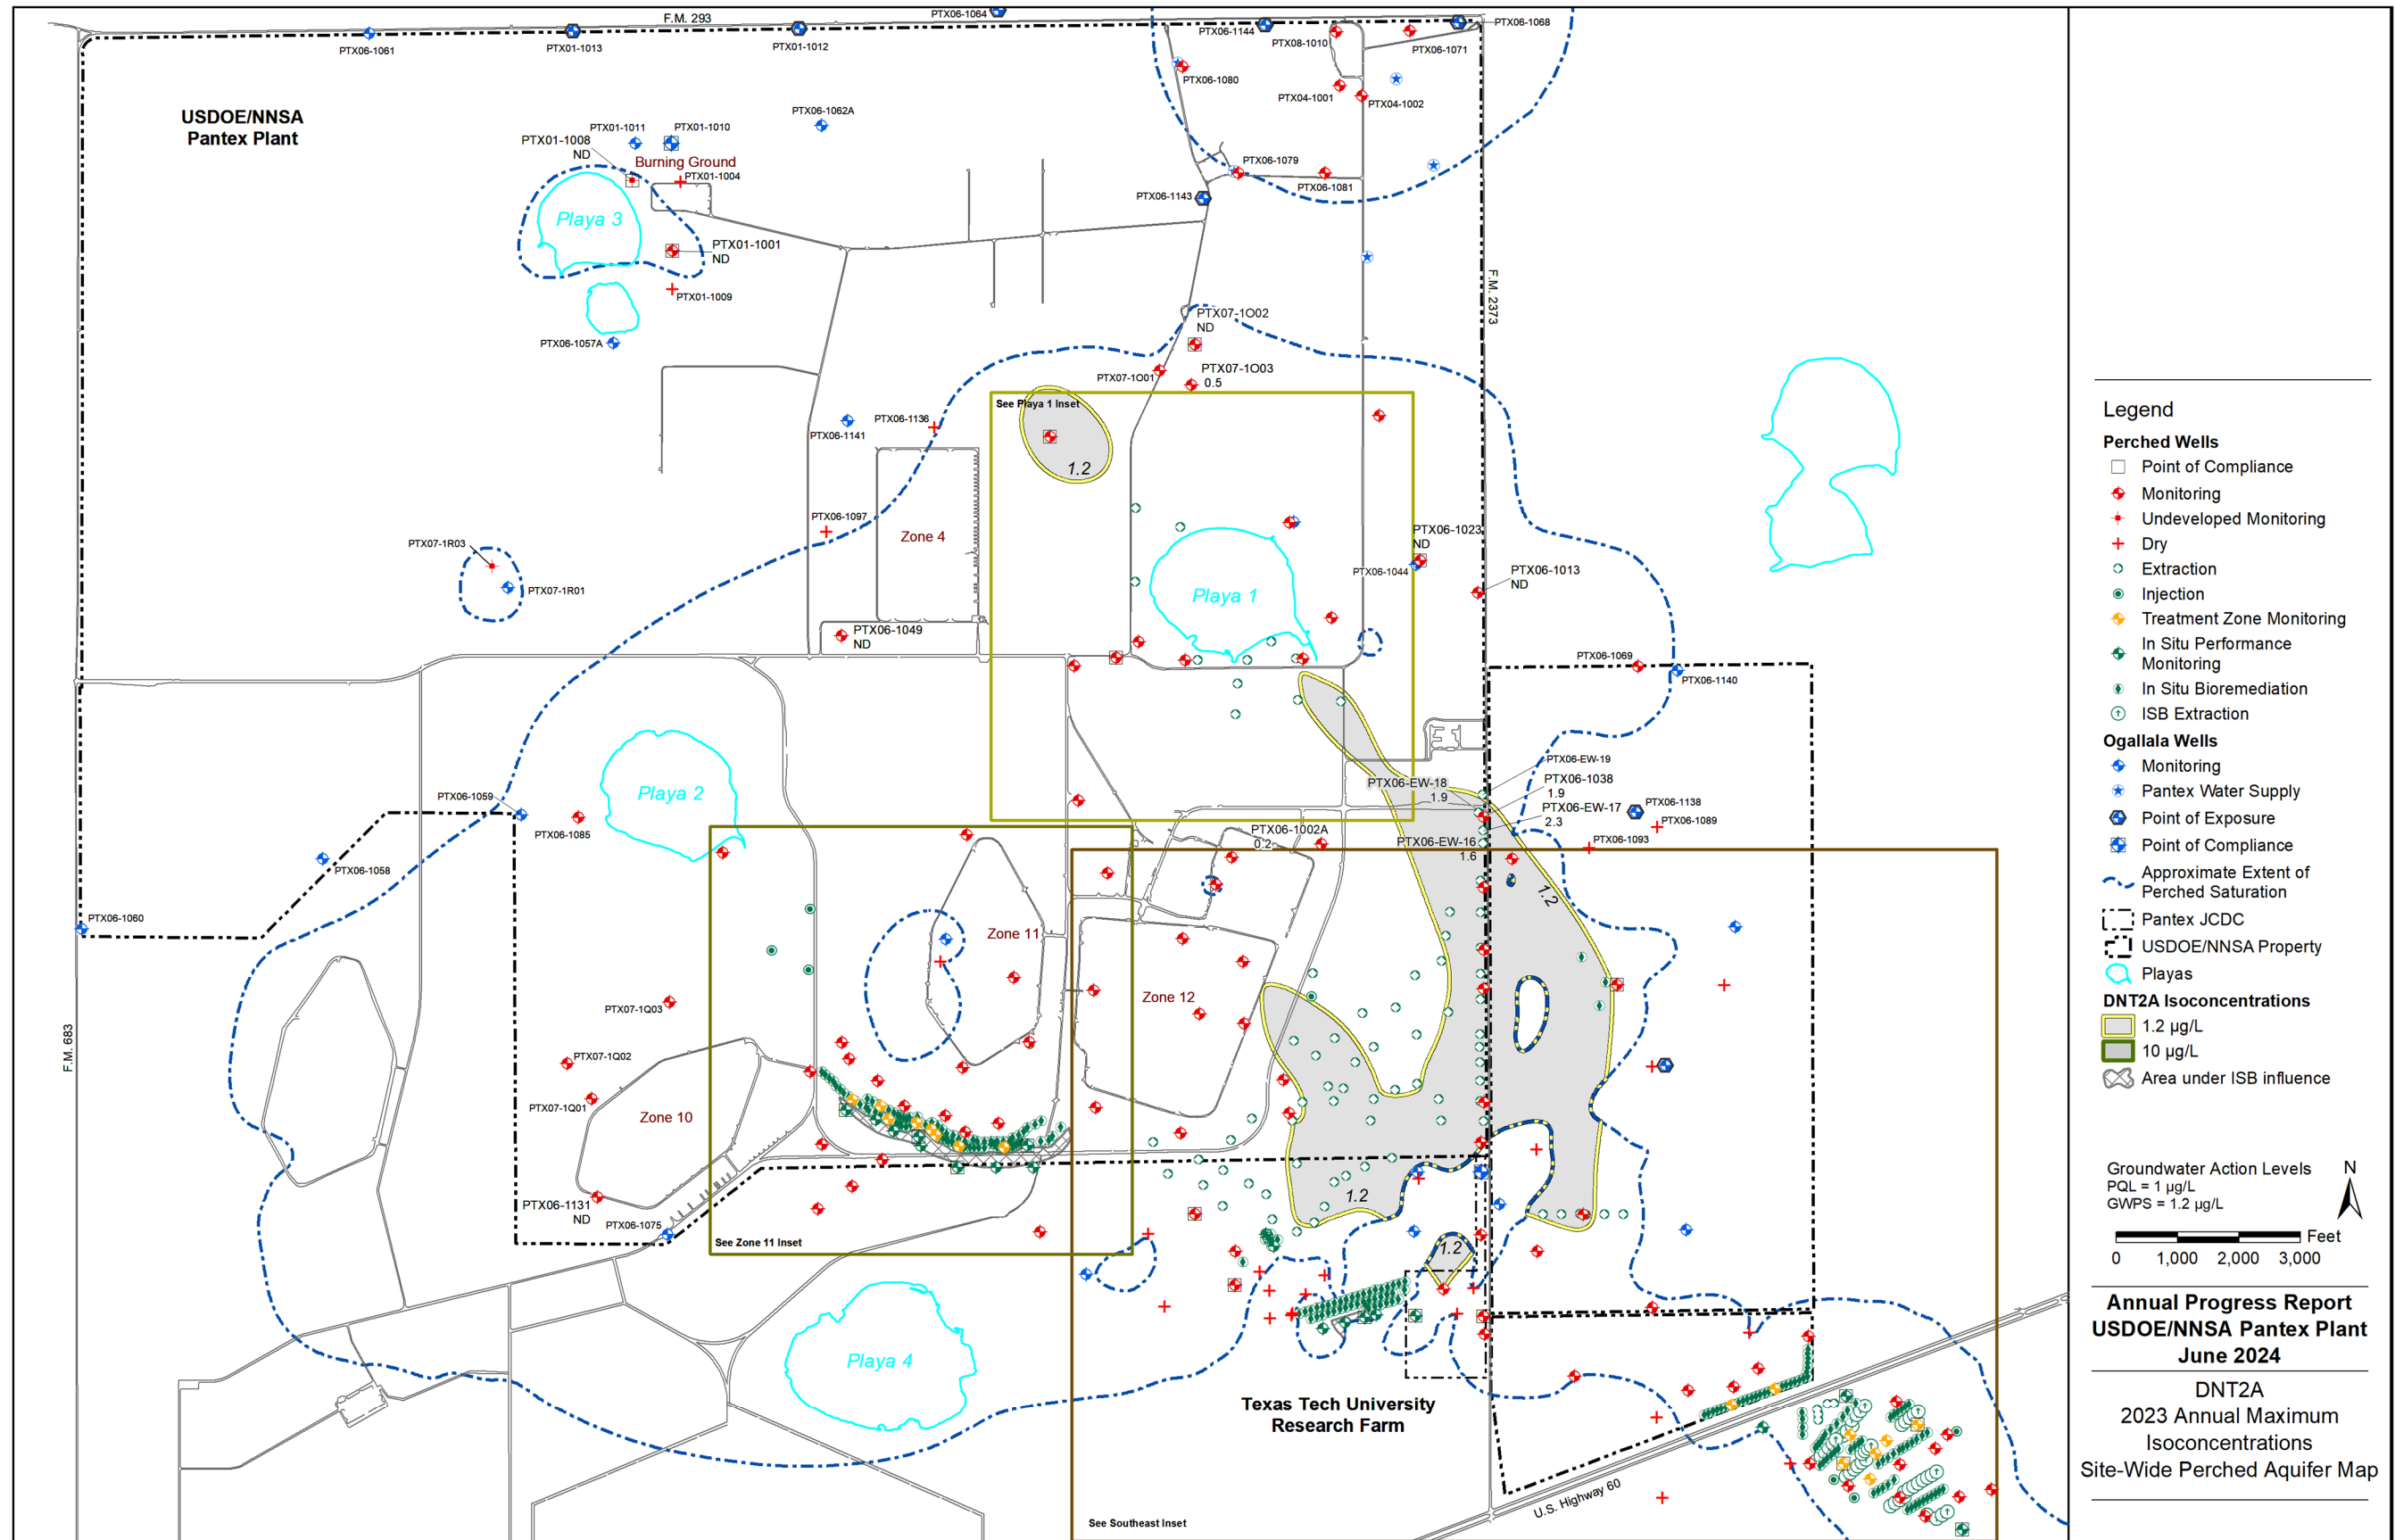 F.M. 293
PTX06-1064
PTX06-1061
PTX01-1013
PTX01-1012
PTX06-1144
PTX08-1010
PTX06-1068
PTX06-1071
PTX06-1080
PTX04-1001
PTX04-1002
USDOE/NNSA
Pantex Plant
PTX06-1062A
PTX01-1011
PTX01-1010
PTX01-1008
ND
Burning Ground
PTX01-1004
PTX06-1079
PTX06-1081
PTX06-1143
Playa 3
PTX01-1001
ND
PTX01-1009
F.M. 2373
PTX07-1O02
ND
PTX06-1057A
PTX07-1O01
PTX07-1O03
0.5
See Playa 1 Inset
PTX06-1136
PTX06-1141
1.2
PTX06-1097
Zone 4
PTX06-1023
ND
PTX07-1R03
PTX06-1044
PTX06-1013
ND
PTX07-1R01
Playa 1
PTX06-1049
ND
PTX06-1069
PTX06-1140
PTX06-EW-19
PTX06-EW-18
1.9
PTX06-1038
1.9
PTX06-EW-17
2.3
PTX06-1138
PTX06-1089
PTX06-1093
Playa 2
PTX06-1059
PTX06-1085
PTX06-1002A
0.2
PTX06-EW-16
1.6
PTX06-1058
1.2
PTX06-1060
Zone 11
Zone 12
PTX07-1Q03
F.M. 683
PTX07-1Q02
PTX07-1Q01
Zone 10
PTX06-1131
ND
PTX06-1075
1.2
See Zone 11 Inset
1.2
Playa 4
Texas Tech University
Research Farm
U.S. Highway 60
See Southeast Inset
Legend
Perched Wells
Point of Compliance
Monitoring
Undeveloped Monitoring
Dry
Extraction
Injection
Treatment Zone Monitoring
In Situ Performance
Monitoring
In Situ Bioremediation
ISB Extraction
Ogallala Wells
Monitoring
Pantex Water Supply
Point of Exposure
Point of Compliance
Approximate Extent of
Perched Saturation
Pantex JCDC
USDOE/NNSA Property
Playas
DNT2A Isoconcentrations
1.2 µg/L
10 µg/L
Area under ISB influence
Groundwater Action Levels
PQL = 1 µg/L
GWPS = 1.2 µg/L
N
Feet
0 1,000 2,000 3,000
Annual Progress Report
USDOE/NNSA Pantex Plant
June 2024
DNT2A
2023 Annual Maximum
Isoconcentrations
Site-Wide Perched Aquifer Map